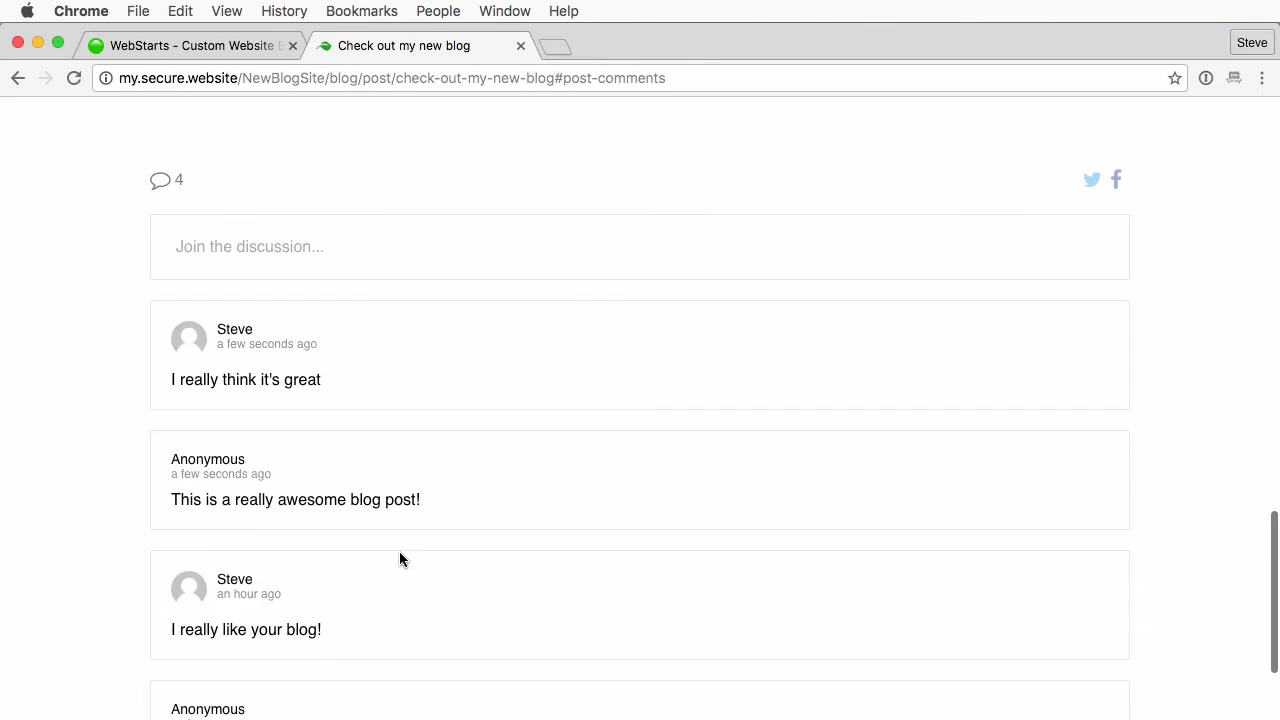 Chrome File Edit View History Bookmarks People Window Help
WebStarts - Custom Website Check out my new blog Steve
my.secure.website/NewBlogSite/blog/post/check-out-my-new-blog#post-comments
4
Join the discussion...
Steve
a few seconds ago
I really think it's great
Anonymous
a few seconds ago
This is a really awesome blog post!
Steve
an hour ago
I really like your blog!
Anonymous